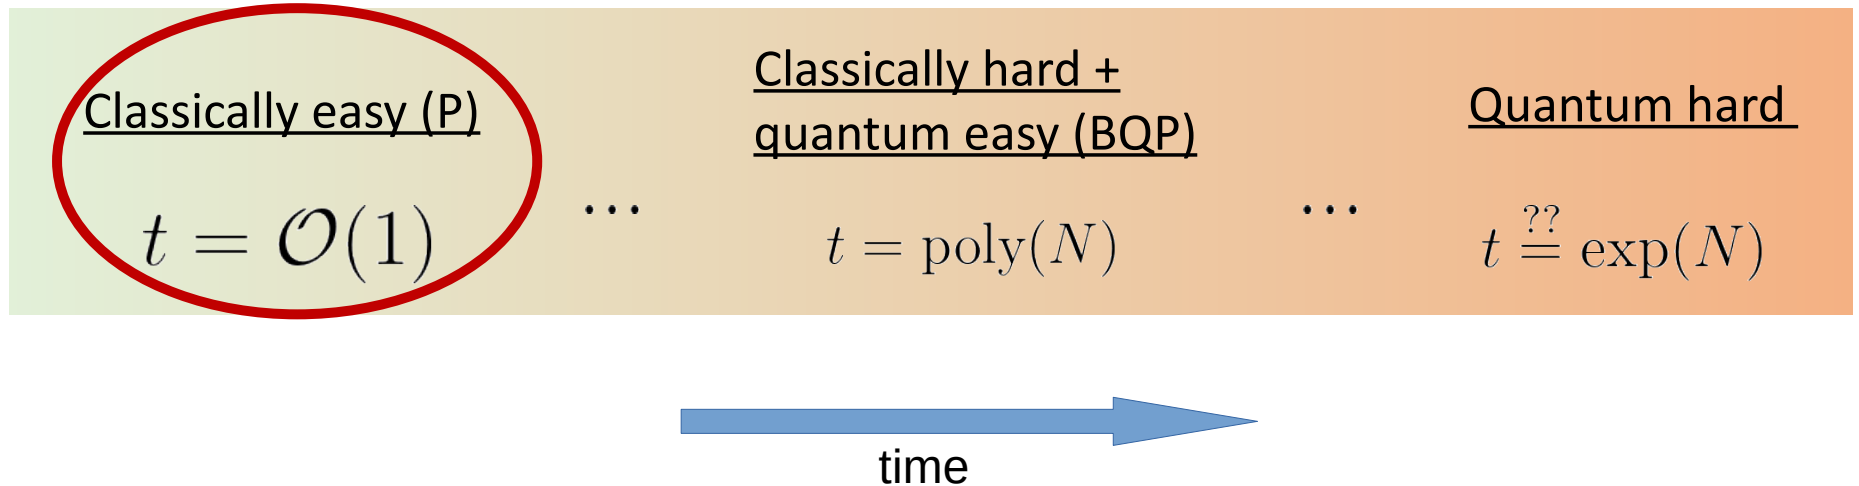 Classically easy (P)
t = 𝒪(1)
...
Classically hard +
quantum easy (BQP)
t = poly(N)
...
Quantum hard
??
t = exp(N)
time